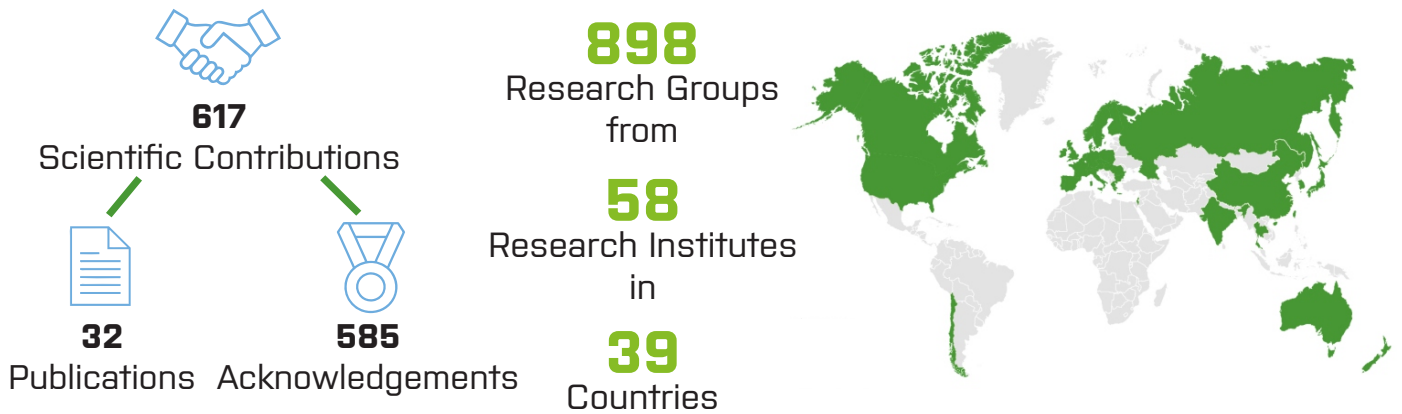 617
Scientific Contributions
32
Publications
585
Acknowledgements
898
Research Groups
from
58
Research Institutes
in
39
Countries